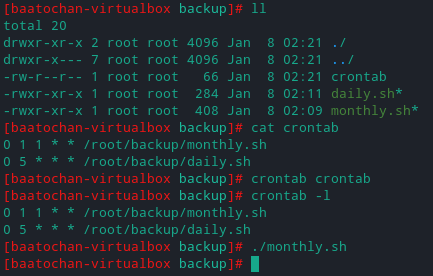 [baatochan-virtualbox backup]# ll
total 20
drwxr-xr-x 2 root root 4096 Jan  8 02:21 ./
drwxr-x--- 7 root root 4096 Jan  8 02:21 ../
-rw-r--r-- 1 root root   66 Jan  8 02:21 crontab
-rwxr-xr-x 1 root root  284 Jan  8 02:11 daily.sh*
-rwxr-xr-x 1 root root  408 Jan  8 02:09 monthly.sh*
[baatochan-virtualbox backup]# cat crontab
0 1 1 * * /root/backup/monthly.sh
0 5 * * * /root/backup/daily.sh
[baatochan-virtualbox backup]# crontab crontab
[baatochan-virtualbox backup]# crontab -l
0 1 1 * * /root/backup/monthly.sh
0 5 * * * /root/backup/daily.sh
[baatochan-virtualbox backup]# ./monthly.sh
[baatochan-virtualbox backup]#